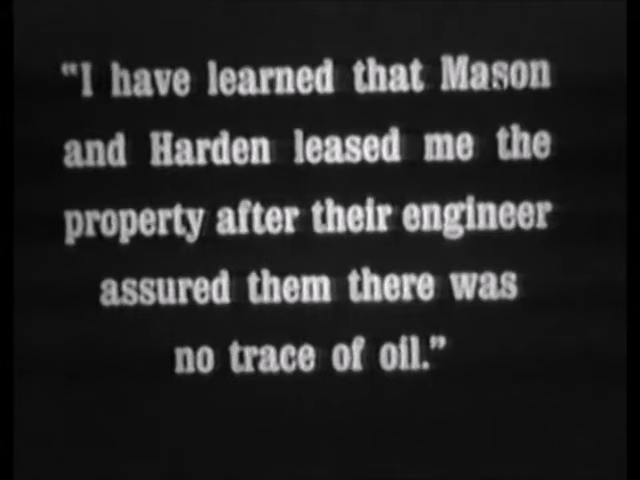 "I have learned that Mason
and Harden leased me the
property after their engineer
assured them there was
no trace of oil."